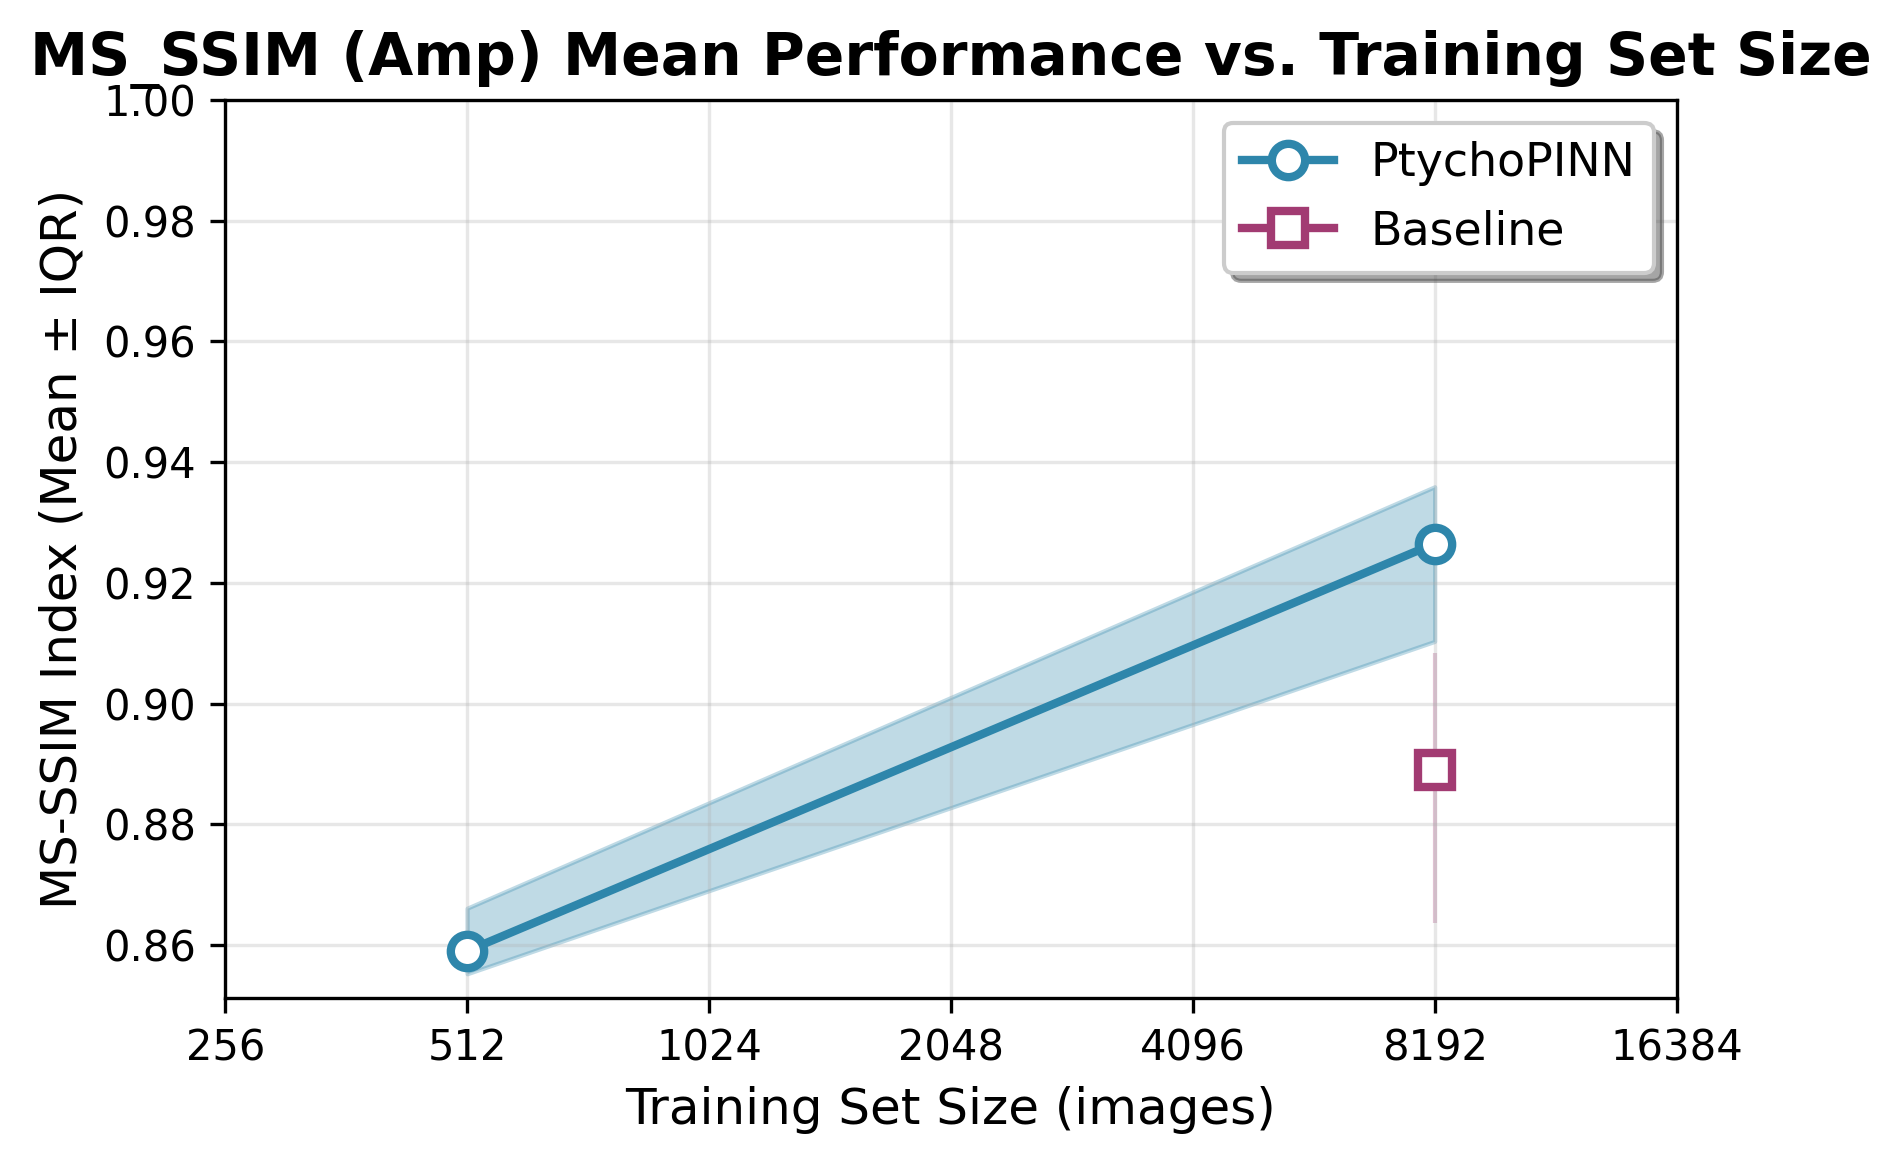 MS_SSIM (Amp) Mean Performance vs. Training Set Size
MS-SSIM Index (Mean ± IQR)
1.00
0.98
0.96
0.94
0.92
0.90
0.88
0.86
PtychoPINN
Baseline
256 512 1024 2048 4096 8192 16384
Training Set Size (images)